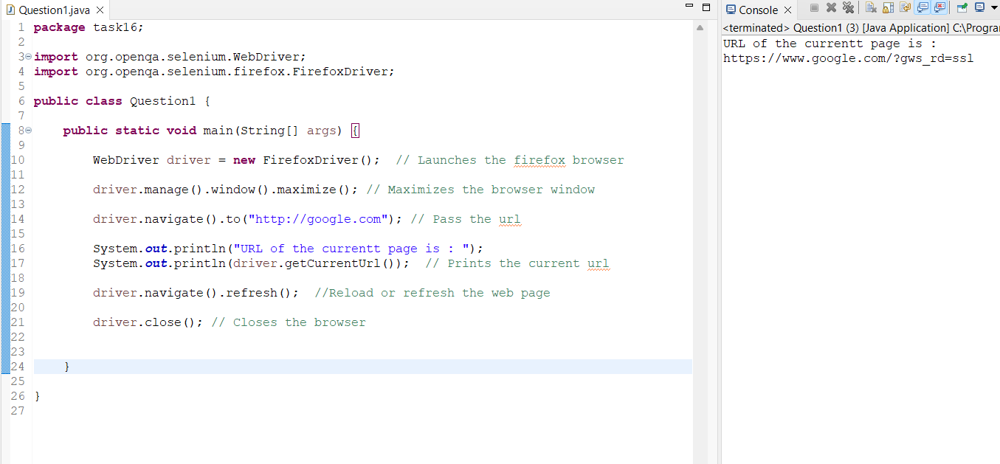 Question1.java
1 package task16;
2
3 import org.openqa.selenium.WebDriver;
4 import org.openqa.selenium.firefox.FirefoxDriver;
5
6 public class Question1 {
7
8     public static void main(String[] args) {
9
10         WebDriver driver = new FirefoxDriver();  // Launches the firefox browser
11
12         driver.manage().window().maximize(); // Maximizes the browser window
13
14         driver.navigate().to("http://google.com"); // Pass the url
15
16         System.out.println("URL of the currentt page is : ");
17         System.out.println(driver.getCurrentUrl());  // Prints the current url
18
19         driver.navigate().refresh();  //Reload or refresh the web page
20
21         driver.close(); // Closes the browser
22
23
24     }
25
26 }
27
Console
<terminated> Question1 (3) [Java Application] C:\Progra
URL of the currentt page is :
https://www.google.com/?gws_rd=ssl